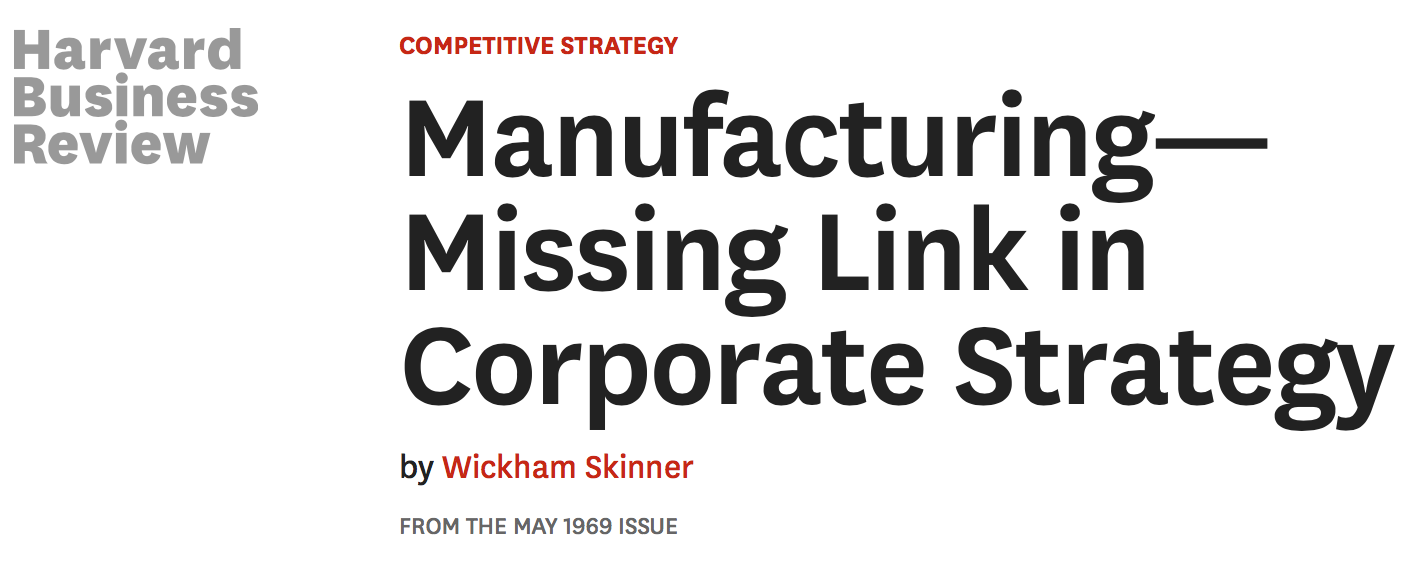 Harvard
Business
Review
COMPETITIVE STRATEGY
Manufacturing—
Missing Link in
Corporate Strategy
by Wickham Skinner
FROM THE MAY 1969 ISSUE